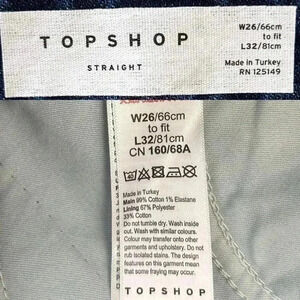 TOPSHOP
STRAIGHT
W26/66cm
to fit
L32/81cm
Made in Turkey
RN 125149
W26/66cm
to fit
L32/81cm
CN 160/68A
Made in Turkey
Main 99% Cotton 1% Elastane
Lining 67% Polyester
33% Cotton
Do not tumble dry. Wash inside
out. Wash with similar colours.
Colour may transfer onto other
garments and upholstery. Do not
rub isolated stains. The design
features on this garment mean
that some fraying may occur.
TOPSHOP